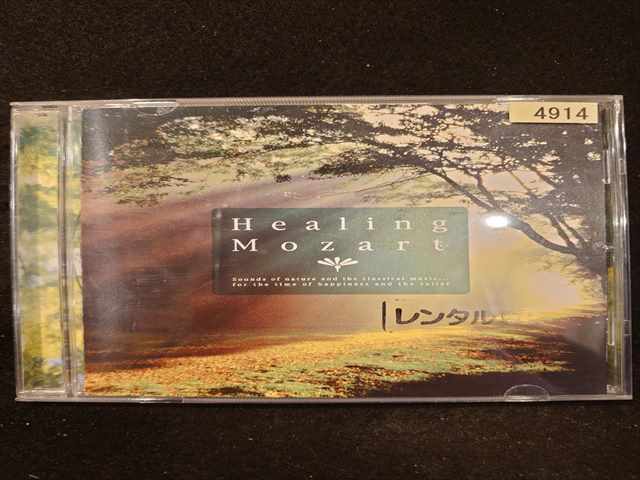 4914
Healing
Mozart
Sounds of nature and the classical music...
for the time of happiness and the relief
レンタル